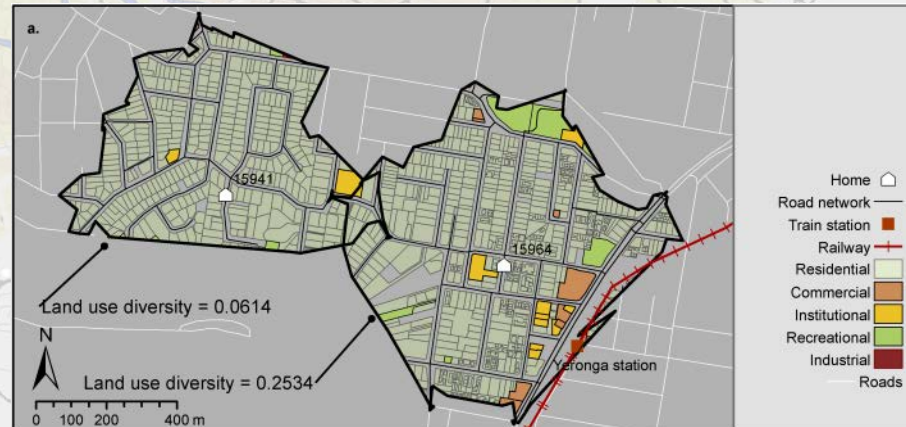 a.
15941
15964
Land use diversity = 0.0614
Land use diversity = 0.2534
Yeronga station
N
0 100 200 400 m
Home
Road network
Train station
Railway
Residential
Commercial
Institutional
Recreational
Industrial
Roads